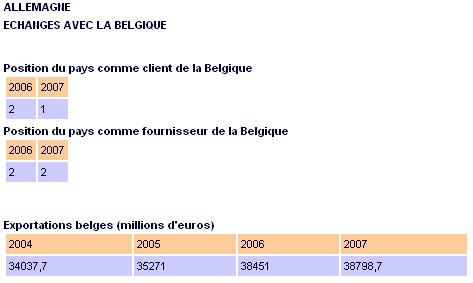 ALLEMAGNE
ECHANGES AVEC LA BELGIQUE
Position du pays comme client de la Belgique
2006 2007
2 1
Position du pays comme fournisseur de la Belgique
2006 2007
2 2
Exportations belges (millions d'euros)
2004 2005 2006 2007
34037,7 35271 38451 38798,7